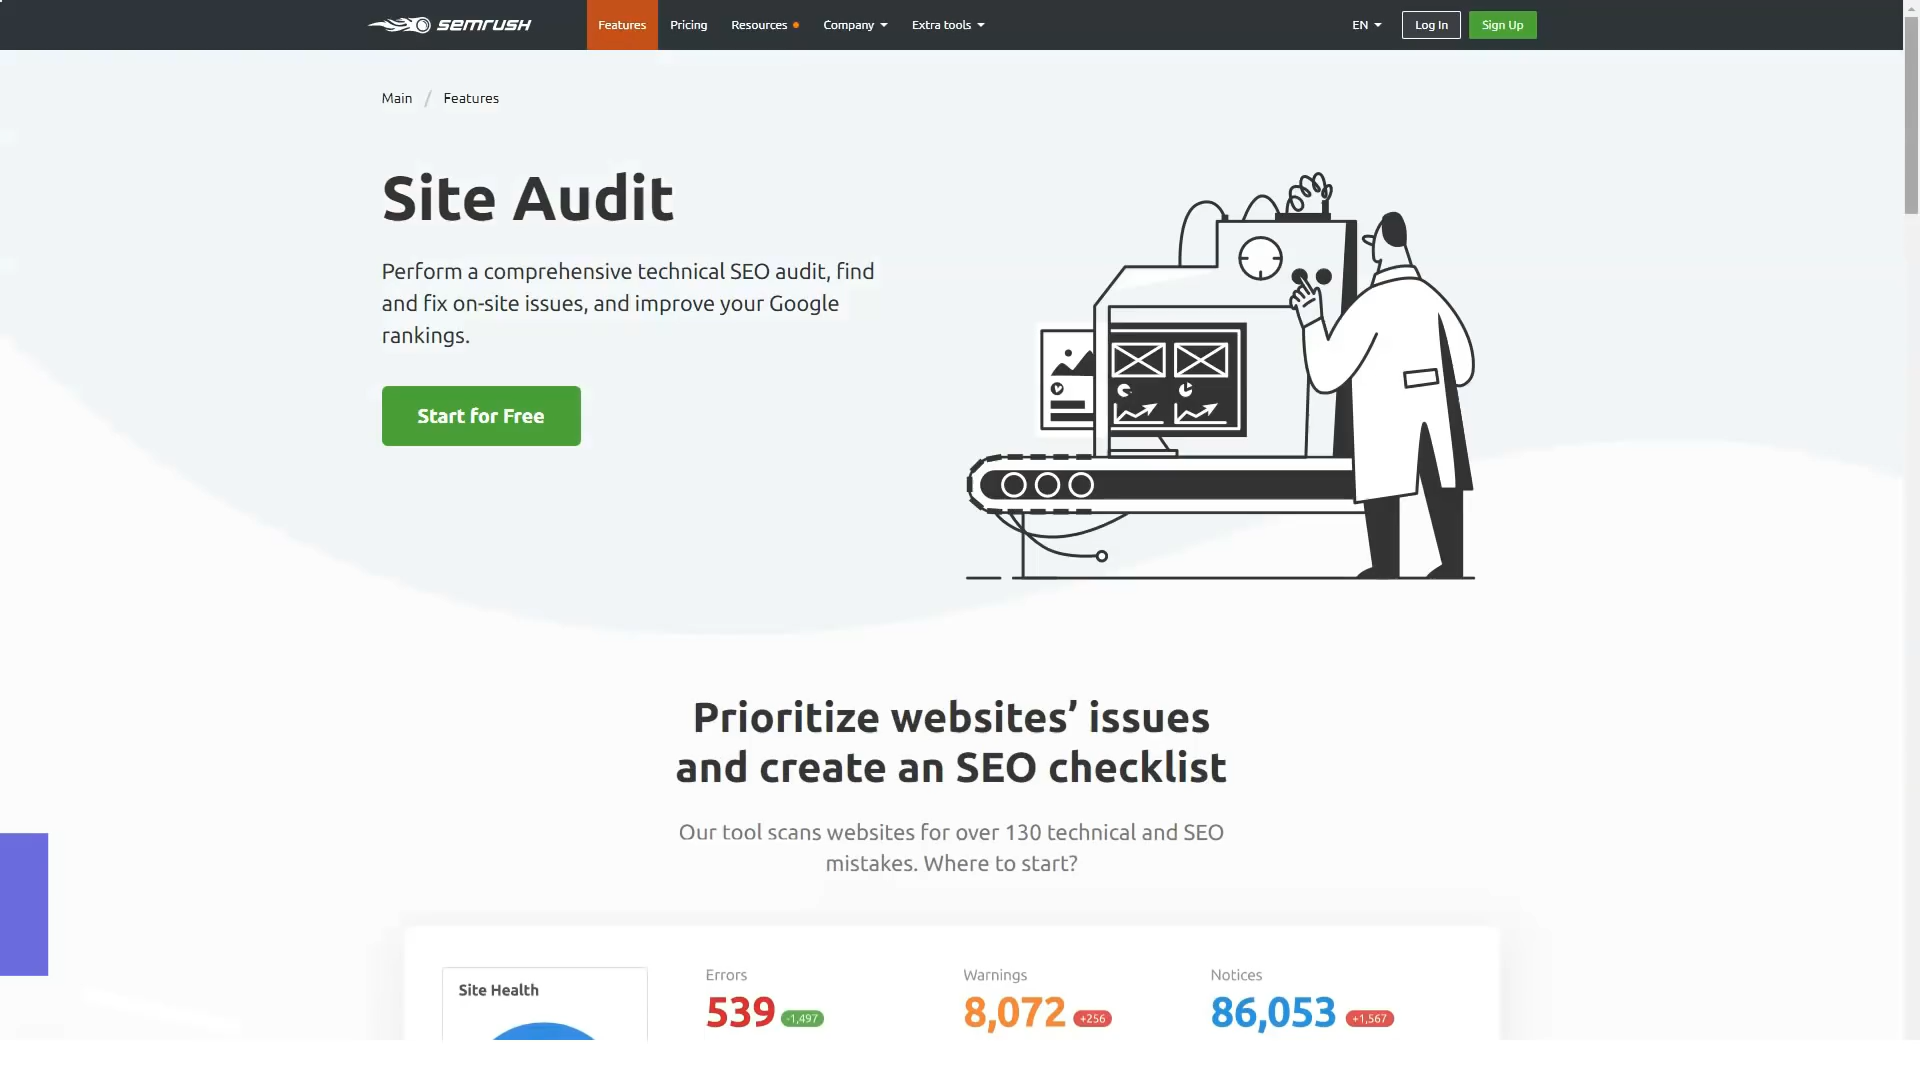 SEMRUSH
Features
Pricing
Resources
Company
Extra tools
EN
Log In
Sign Up
Main / Features
Site Audit
Perform a comprehensive technical SEO audit, find
and fix on-site issues, and improve your Google
rankings.
Start for Free
Prioritize websites’ issues
and create an SEO checklist
Our tool scans websites for over 130 technical and SEO
mistakes. Where to start?
Site Health
Errors
539 -1,497
Warnings
8,072 +256
Notices
86,053 +1,567